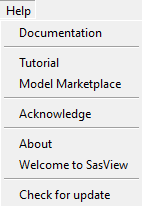 Help
Documentation
Tutorial
Model Marketplace
Acknowledge
About
Welcome to SasView
Check for update